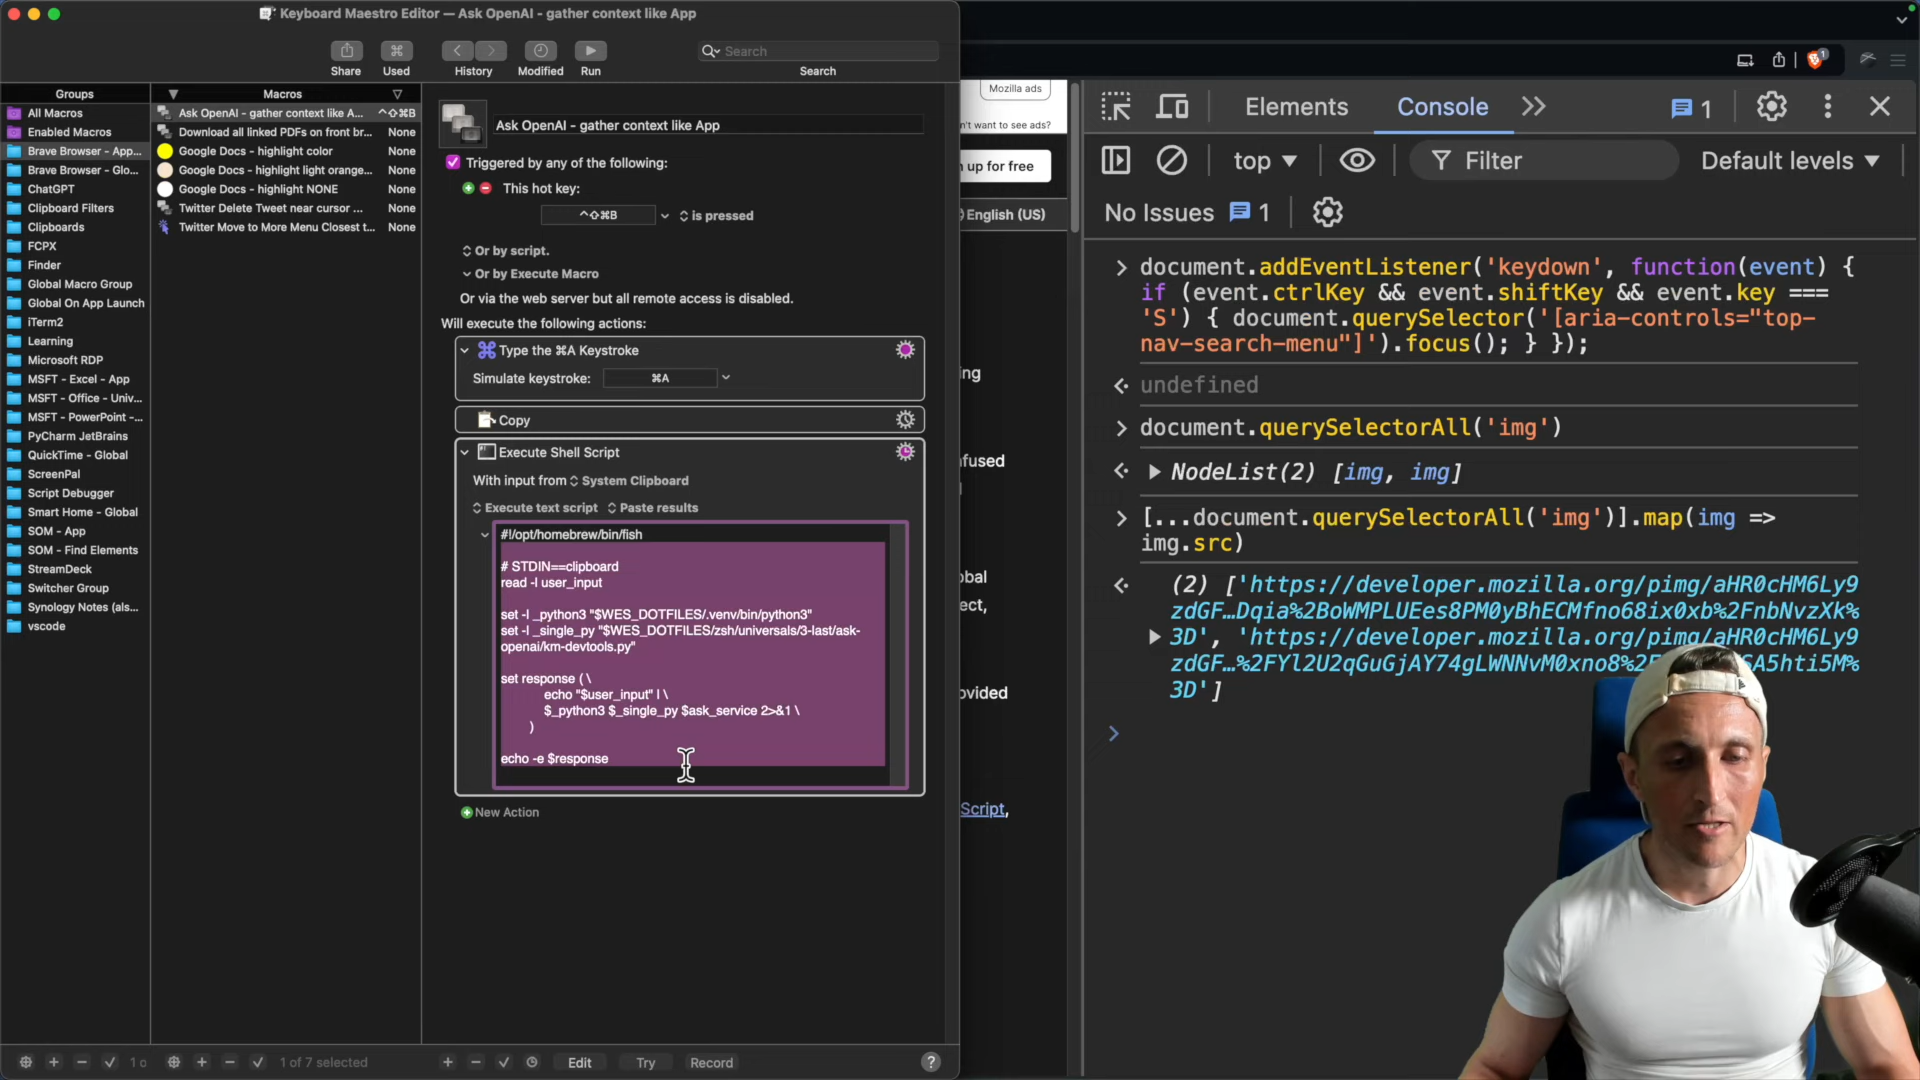 Keyboard Maestro Editor — Ask OpenAI - gather context like App
Share
Used
History
Modified
Run
Search
Search
Groups
All Macros
Enabled Macros
Brave Browser - App...
Brave Browser - Glo...
ChatGPT
Clipboard Filters
Clipboards
FCPX
Finder
Global Macro Group
Global On App Launch
iTerm2
Learning
Microsoft RDP
MSFT - Excel - App
MSFT - Office - Univ...
MSFT - PowerPoint -...
PyCharm JetBrains
QuickTime - Global
ScreenPal
Script Debugger
Smart Home - Global
SOM - App
SOM - Find Elements
StreamDeck
Switcher Group
Synology Notes (als...
vscode
Macros
Ask OpenAI - gather context like A... ^⇧⌘B
Download all linked PDFs on front br... None
Google Docs - highlight color None
Google Docs - highlight light orange... None
Google Docs - highlight NONE None
Twitter Delete Tweet near cursor ... None
Twitter Move to More Menu Closest t... None
Ask OpenAI - gather context like App
Triggered by any of the following:
This hot key:
^⇧⌘B is pressed
Or by script.
Or by Execute Macro
Or via the web server but all remote access is disabled.
Will execute the following actions:
Type the ⌘A Keystroke
Simulate keystroke: ⌘A
Copy
Execute Shell Script
With input from System Clipboard
Execute text script Paste results
#!/opt/homebrew/bin/fish
# STDIN==clipboard
read -l user_input
set -l _python3 "$WES_DOTFILES/.venv/bin/python3"
set -l _single_py "$WES_DOTFILES/zsh/universals/3-last/ask-
openai/km-devtools.py"
set response ( \
echo "$user_input" | \
$_python3 $_single_py $ask_service 2>&1 \
)
echo -e $response
New Action
1 of 7 selected
Edit
Try
Record
?
Mozilla ads
n't want to see ads?
up for free
English (US)
ing
nfused
obal
ect,
ovided
Script,
1
Elements
Console
1
top
Filter
Default levels
No Issues 1
document.addEventListener('keydown', function(event) {
if (event.ctrlKey && event.shiftKey && event.key ===
'S') { document.querySelector('[aria-controls="top-
nav-search-menu"]').focus(); } });
undefined
document.querySelectorAll('img')
NodeList(2) [img, img]
[...document.querySelectorAll('img')].map(img =>
img.src)
(2) ['https://developer.mozilla.org/pimg/aHR0cHM6Ly9
zdGF…Dqia%2BoWMPLUEes8PM0yBhECMfno68ix0xb%2FnbNvzXk%
3D', 'https://developer.mozilla.org/pimg/aHR0cHM6Ly9
zdGF…%2FYl2U2qGuGjAY74gLWNNvM0xno8%2 SA5hti5M%
3D']